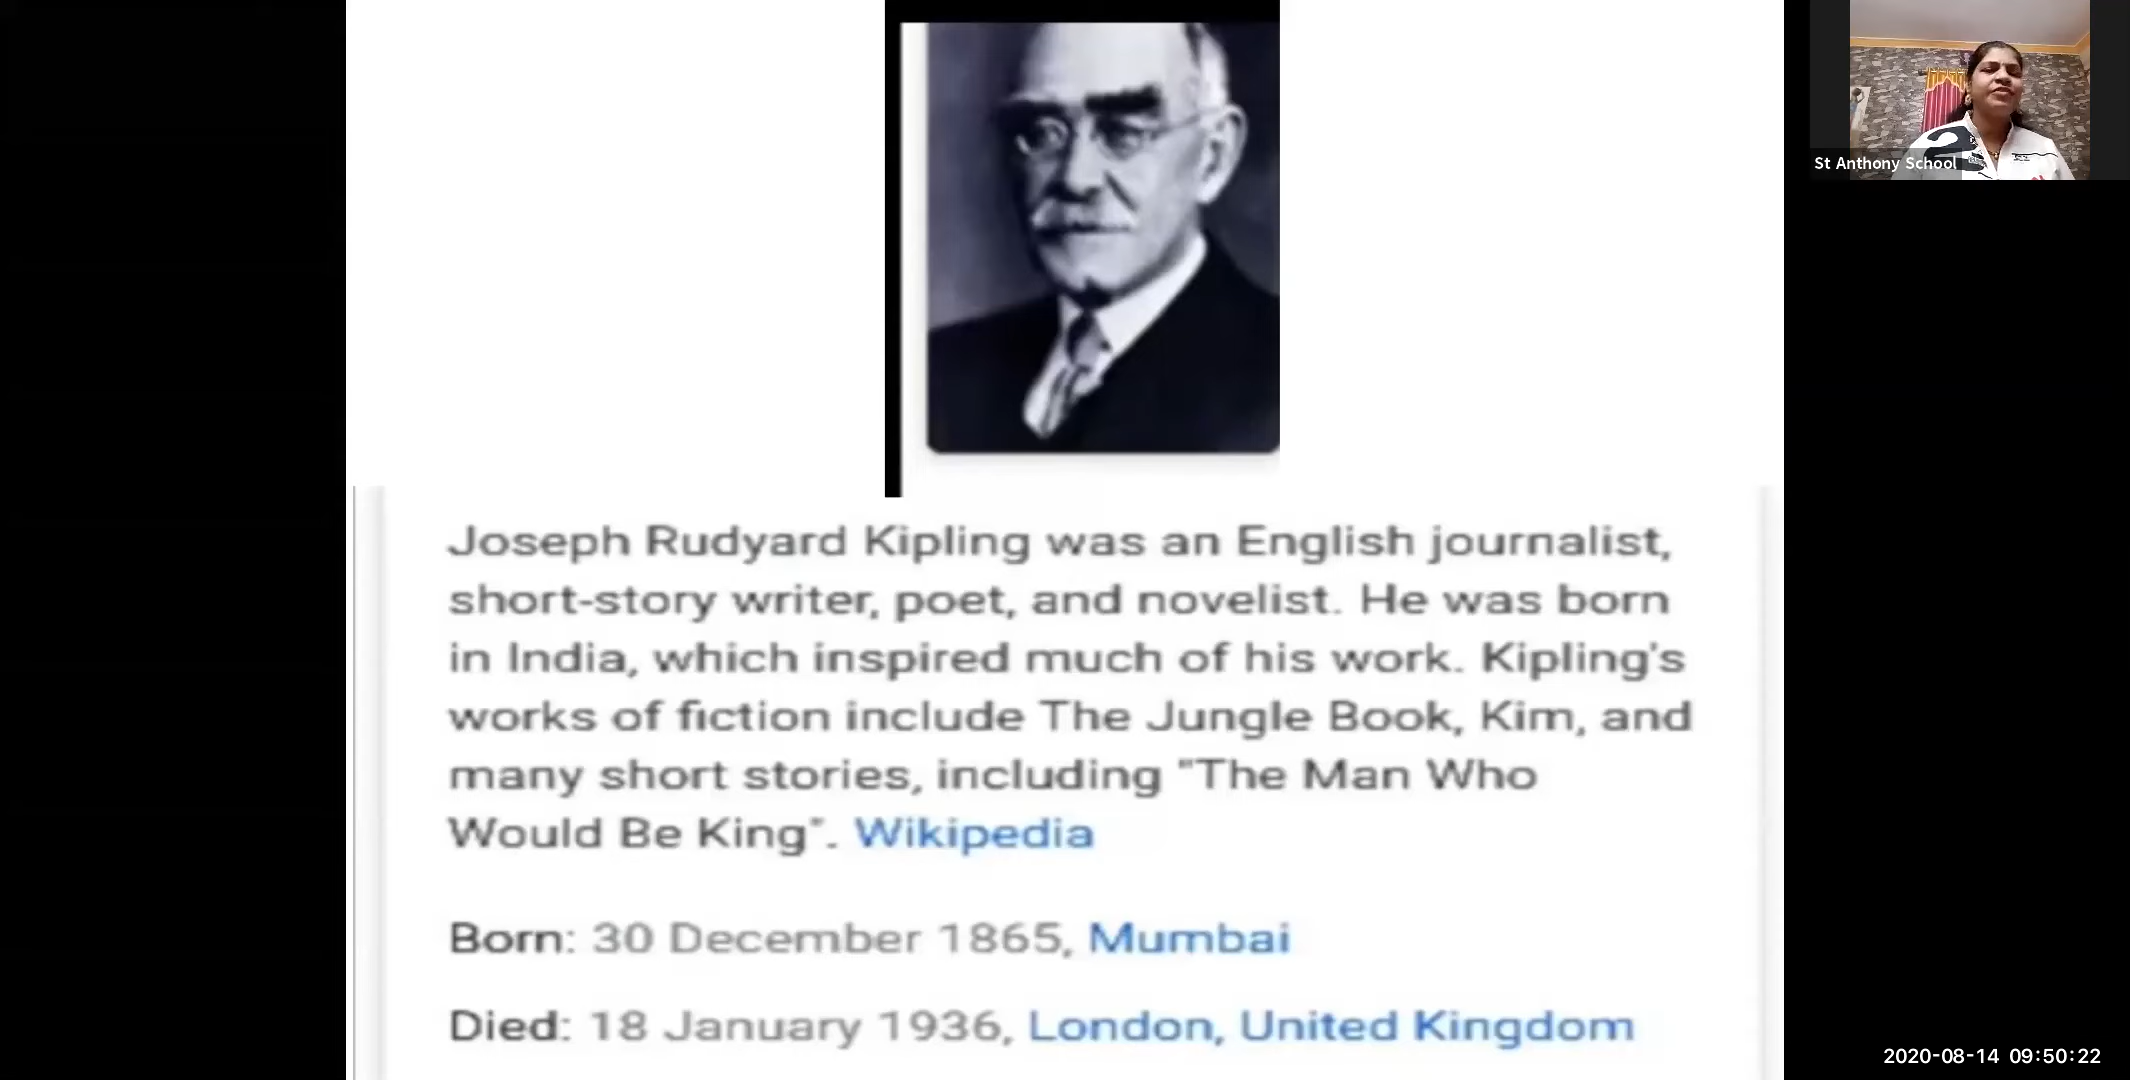 St Anthony School
Joseph Rudyard Kipling was an English journalist,
short-story writer, poet, and novelist. He was born
in India, which inspired much of his work. Kipling's
works of fiction include The Jungle Book, Kim, and
many short stories, including "The Man Who
Would Be King". Wikipedia
Born: 30 December 1865, Mumbai
Died: 18 January 1936, London, United Kingdom
2020-08-14 09:50:22